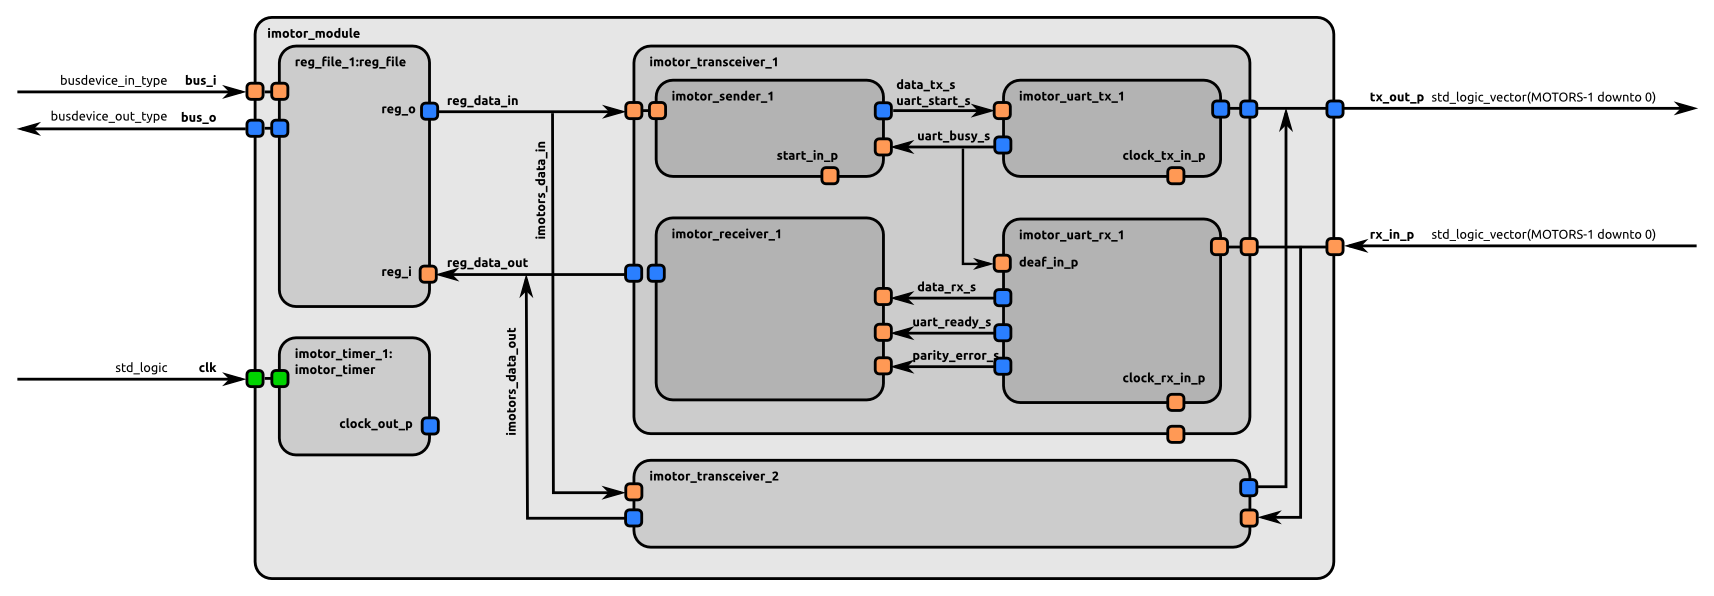 imotor_module
busdevice_in_type bus_i
busdevice_out_type bus_o
reg_file_1:reg_file
reg_o
reg_i
reg_data_in
reg_data_out
imotors_data_in
imotors_data_out
std_logic clk
imotor_timer_1:
imotor_timer
clock_out_p
imotor_transceiver_1
imotor_sender_1
start_in_p
data_tx_s
uart_start_s
uart_busy_s
imotor_uart_tx_1
clock_tx_in_p
imotor_receiver_1
imotor_uart_rx_1
deaf_in_p
data_rx_s
uart_ready_s
parity_error_s
clock_rx_in_p
imotor_transceiver_2
tx_out_p std_logic_vector(MOTORS-1 downto 0)
rx_in_p std_logic_vector(MOTORS-1 downto 0)